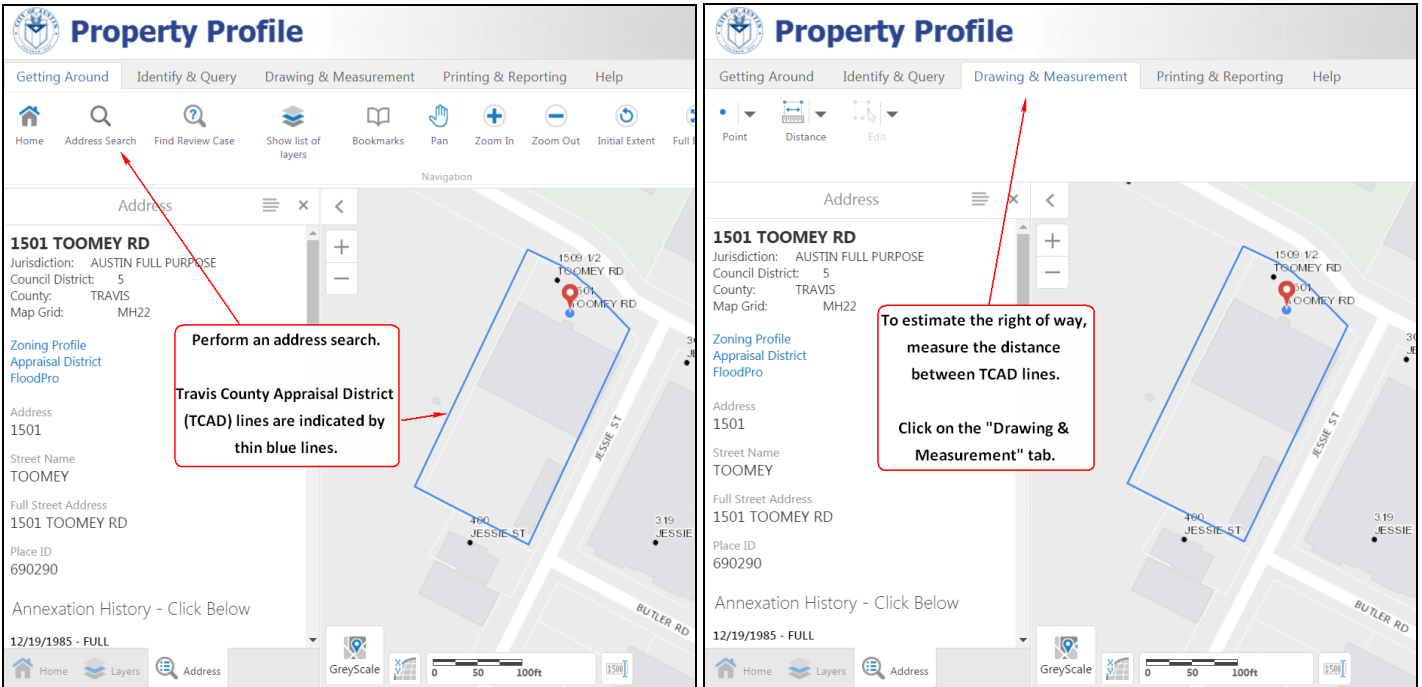 Property Profile
Getting Around Identify & Query Drawing & Measurement Printing & Reporting Help
Home Address Search Find Review Case Show list of layers Bookmarks Pan Zoom In Zoom Out Initial Extent Full
Navigation
Address
1501 TOOMEY RD
Jurisdiction: AUSTIN FULL PURPOSE
Council District: 5
County: TRAVIS
Map Grid: MH22
Zoning Profile
Appraisal District
FloodPro
Address
1501
Street Name
TOOMEY
Full Street Address
1501 TOOMEY RD
Place ID
690290
Annexation History - Click Below
12/19/1985 - FULL
Home Layers Address
Perform an address search.
Travis County Appraisal District
(TCAD) lines are indicated by
thin blue lines.
1509 1/2
TOOMEY RD
TOOMEY RD
JESSIE ST
400
JESSIE ST
319
JESSIE
BUTLER RD
GreyScale
0 50 100ft
Property Profile
Getting Around Identify & Query Drawing & Measurement Printing & Reporting Help
Point Distance Edit
Address
1501 TOOMEY RD
Jurisdiction: AUSTIN FULL PURPOSE
Council District: 5
County: TRAVIS
Map Grid: MH22
Zoning Profile
Appraisal District
FloodPro
Address
1501
Street Name
TOOMEY
Full Street Address
1501 TOOMEY RD
Place ID
690290
Annexation History - Click Below
12/19/1985 - FULL
Home Layers Address
To estimate the right of way,
measure the distance
between TCAD lines.
Click on the "Drawing &
Measurement" tab.
1509 1/2
TOOMEY RD
TOOMEY RD
JESSIE ST
400
JESSIE ST
319
JESSIE
BUTLER RD
GreyScale
0 50 100ft